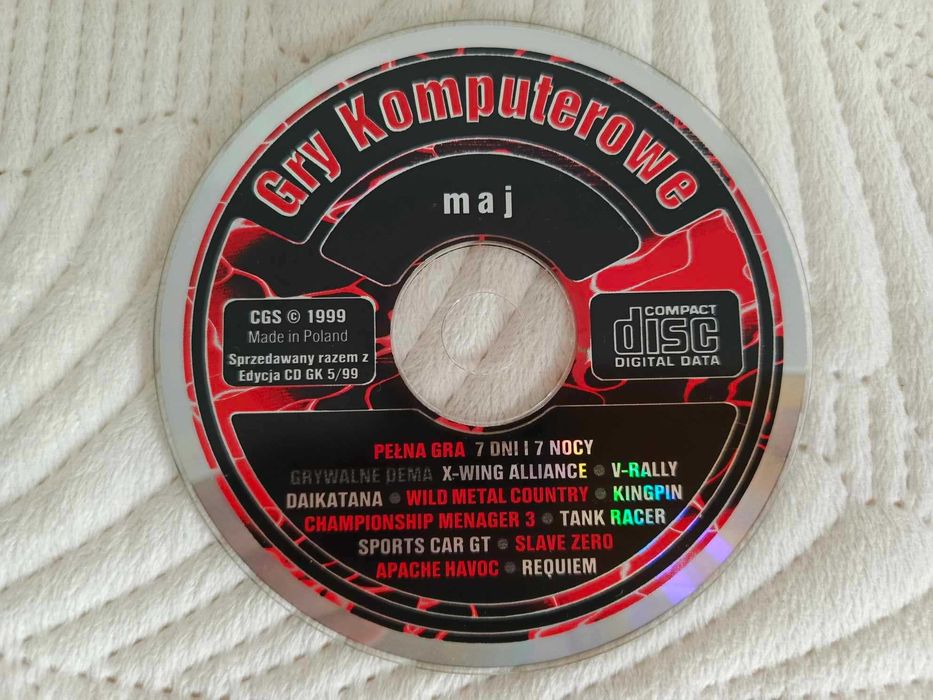 Gry Komputerowe
maj
CGS © 1999
Made in Poland
Sprzedawany razem z
Edycja CD GK 5/99
COMPACT
disc
DIGITAL DATA
PEŁNA GRA 7 DNI I 7 NOCY
GRYWALNE DEMA X-WING ALLIANCE ● V-RALLY
DAIKATANA ● WILD METAL COUNTRY ● KINGPIN
CHAMPIONSHIP MENAGER 3 ● TANK RACER
SPORTS CAR GT ● SLAVE ZERO
APACHE HAVOC ● REQUIEM